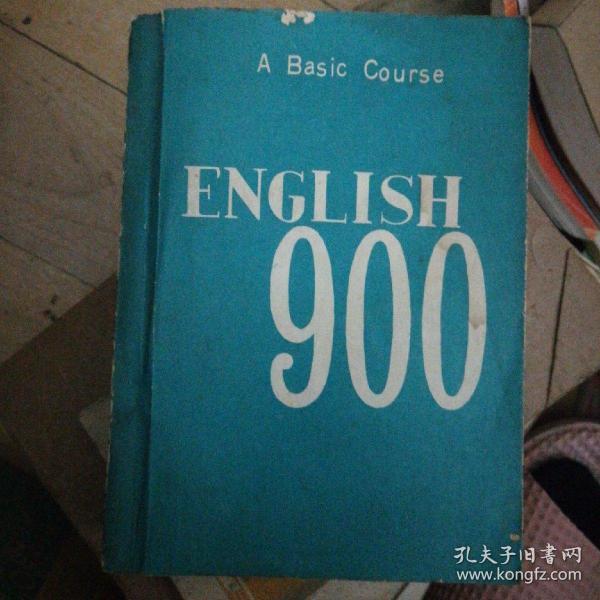 A Basic Course
ENGLISH
900
孔夫子旧书网
www.kongfz.com